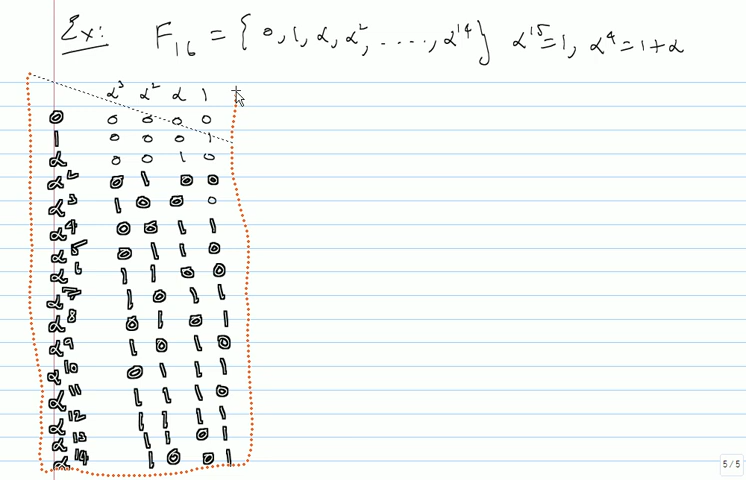 Ex: F₁₆ = { 0, 1, α, α², ....., α¹⁴ } α¹⁵=1, α⁴=1+α
α³ α² α 1
0 0 0 0 0
1 0 0 0 1
α 0 0 1 0
α² 0 1 0 0
α³ 1 0 0 0
α⁴ 0 0 1 1
α⁵ 0 1 1 0
α⁶ 1 1 0 0
α⁷ 1 0 1 1
α⁸ 0 1 0 1
α⁹ 1 0 1 0
α¹⁰ 0 1 1 1
α¹¹ 1 1 1 0
α¹² 1 1 1 1
α¹³ 1 1 0 1
α¹⁴ 1 0 0 1
5 / 5